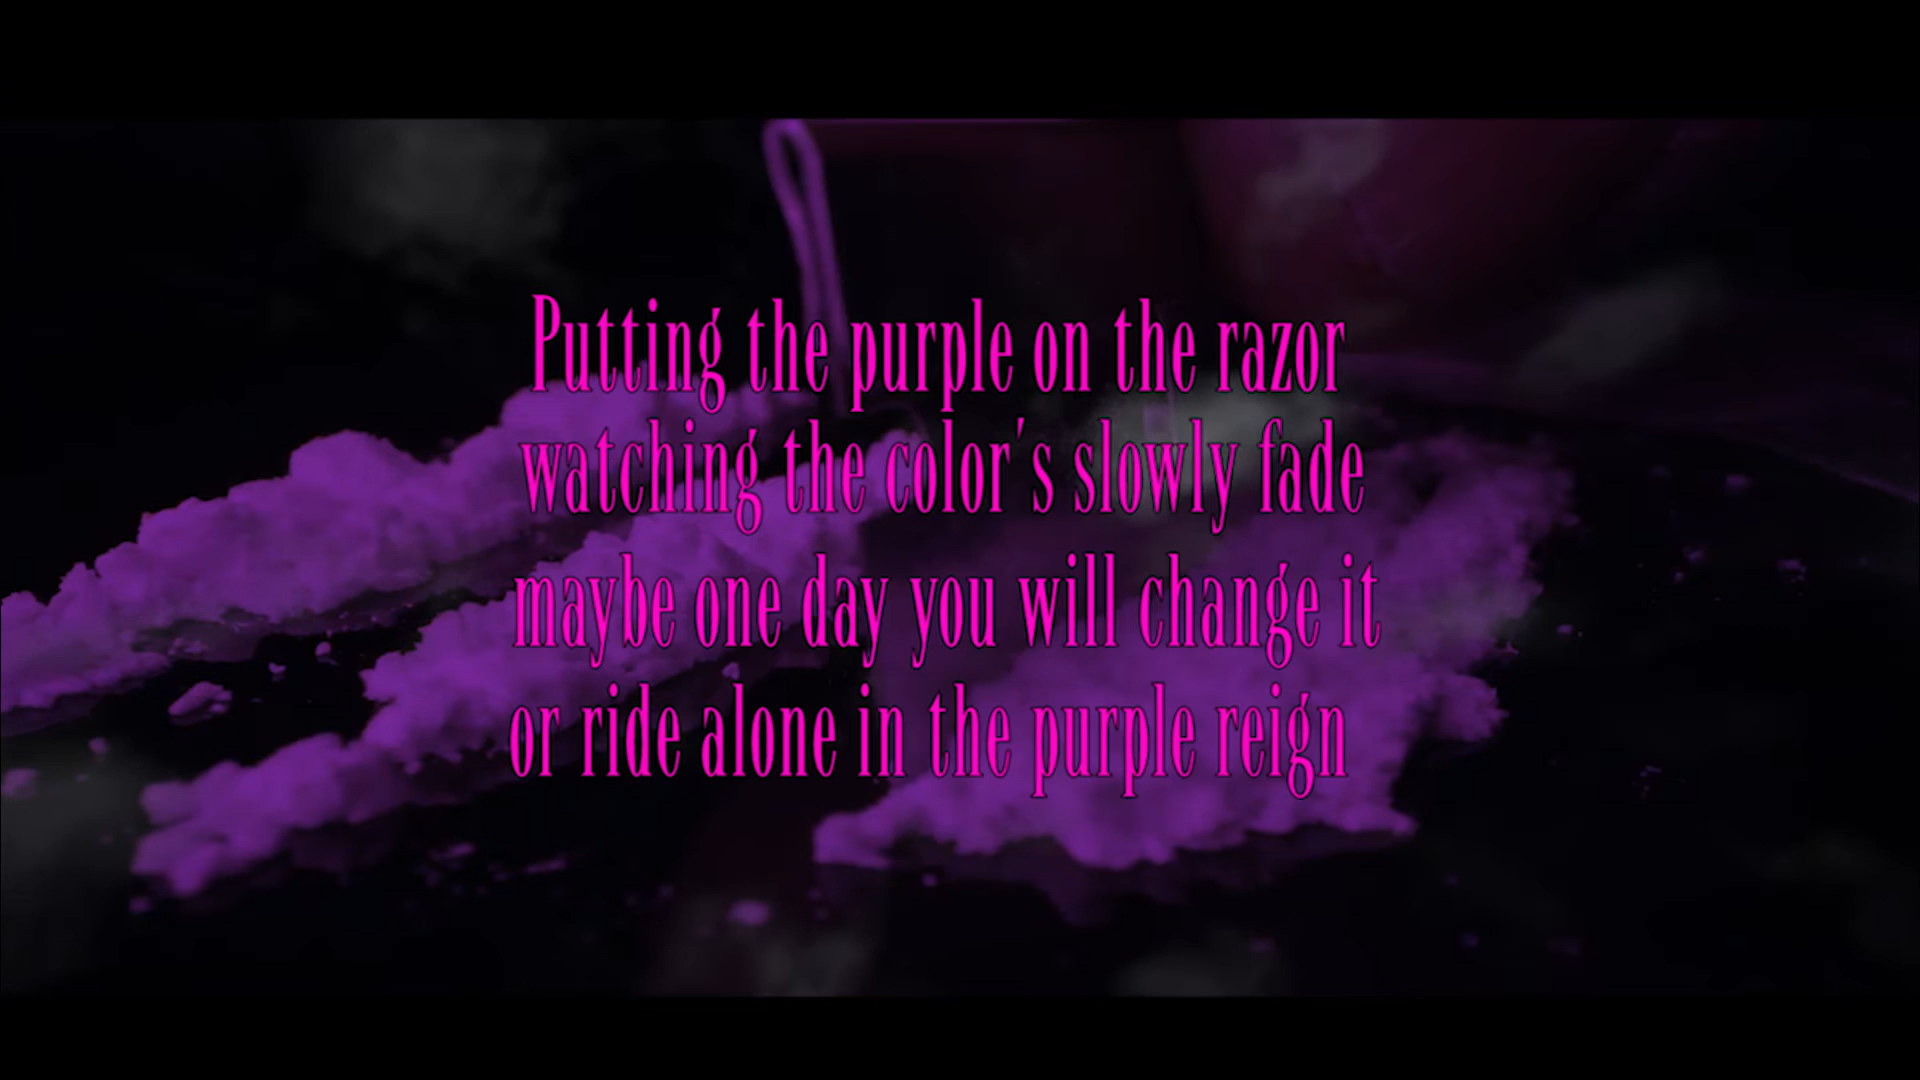 Putting the purple on the razor
watching the color's slowly fade
maybe one day you will change it
or ride alone in the purple reign